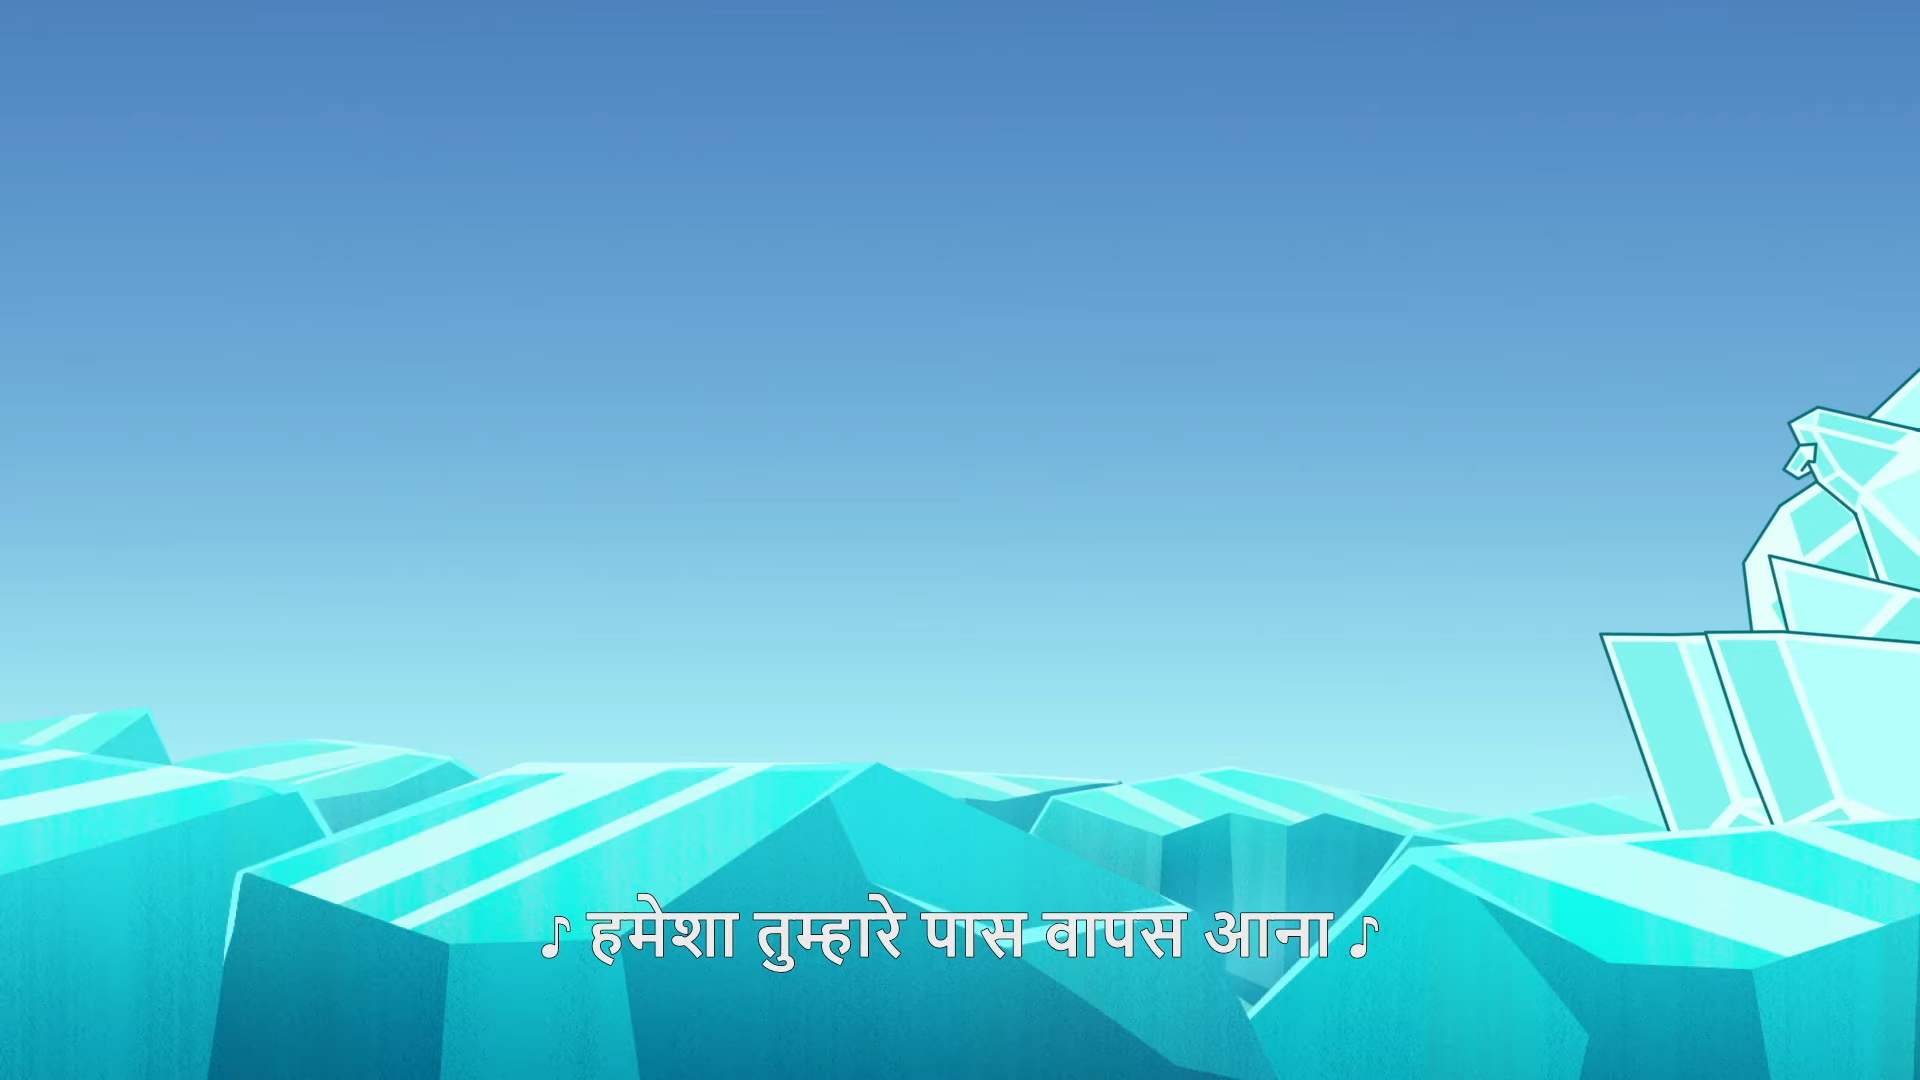 ♪ हमेशा तुम्हारे पास वापस आना ♪